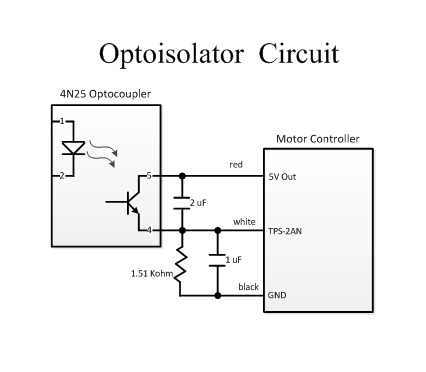 Optoisolator Circuit
4N25 Optocoupler
Motor Controller
1
2
5
4
red
5V Out
2 uF
white
TPS-2AN
1 uF
1.51 Kohm
black
GND